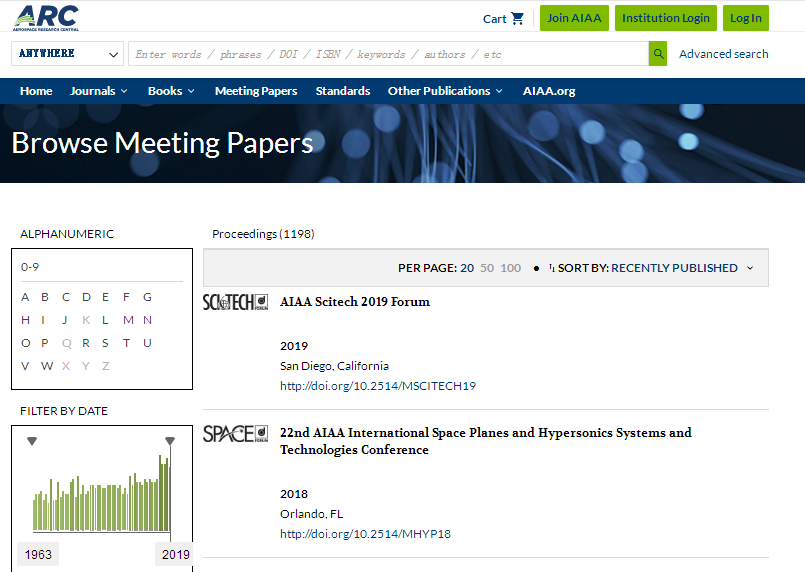 ARC
AEROSPACE RESEARCH CENTRAL
Cart
Join AIAA
Institution Login
Log In
ANYWHERE
Enter words / phrases / DOI / ISBN / keywords / authors / etc
Advanced search
Home
Journals
Books
Meeting Papers
Standards
Other Publications
AIAA.org
Browse Meeting Papers
ALPHANUMERIC
0-9
A B C D E F G
H I J K L M N
O P Q R S T U
V W X Y Z
FILTER BY DATE
1963
2019
Proceedings (1198)
PER PAGE: 20 50 100 ● SORT BY: RECENTLY PUBLISHED
SCITECH FORUM
AIAA Scitech 2019 Forum
2019
San Diego, California
http://doi.org/10.2514/MSCITECH19
SPACE FORUM
22nd AIAA International Space Planes and Hypersonics Systems and
Technologies Conference
2018
Orlando, FL
http://doi.org/10.2514/MHYP18